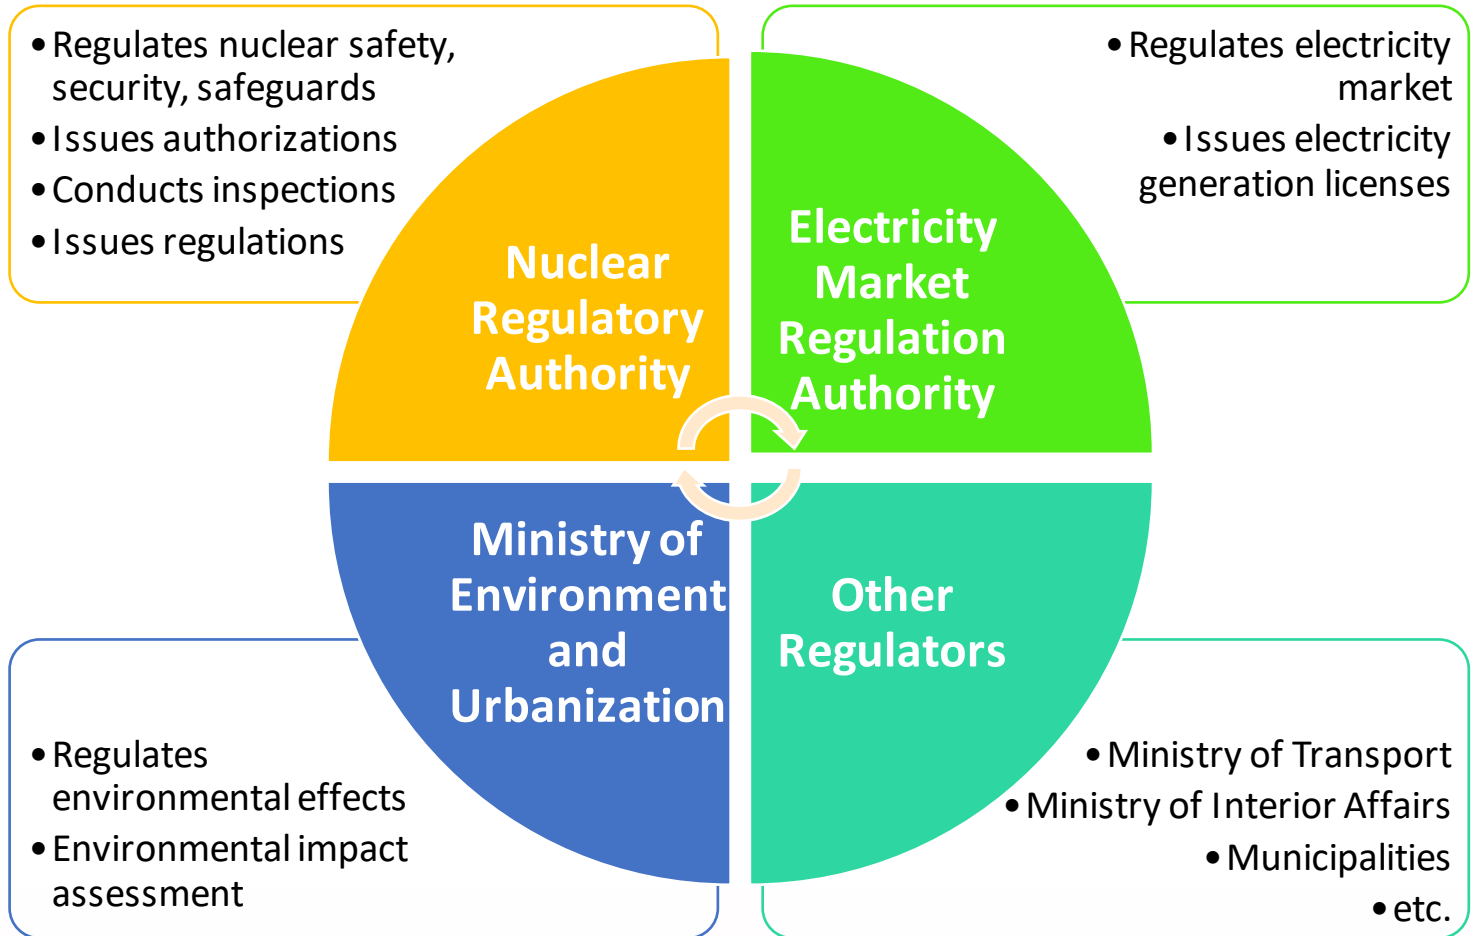 •Regulates nuclear safety,
security, safeguards
•Issues authorizations
•Conducts inspections
•Issues regulations
Nuclear
Regulatory
Authority
•Regulates electricity
market
•Issues electricity
generation licenses
Electricity
Market
Regulation
Authority
Ministry of
Environment
and
Urbanization
•Regulates
environmental effects
•Environmental impact
assessment
Other
Regulators
•Ministry of Transport
•Ministry of Interior Affairs
•Municipalities
•etc.